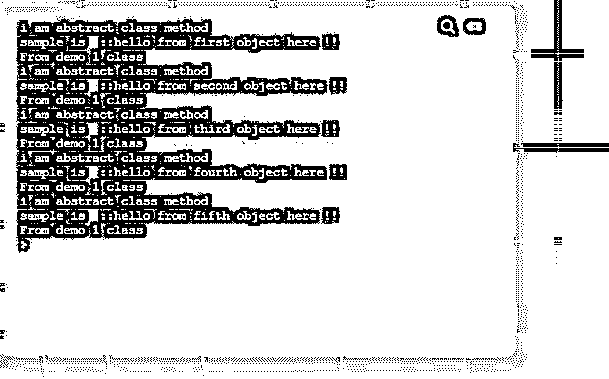 i am abstract class method
sample is  ::hello from first object here !!
From demo 1 class
i am abstract class method
sample is  ::hello from second object here !!
From demo 1 class
i am abstract class method
sample is  ::hello from third object here !!
From demo 1 class
i am abstract class method
sample is  ::hello from fourth object here !!
From demo 1 class
i am abstract class method
sample is  ::hello from fifth object here !!
From demo 1 class
>